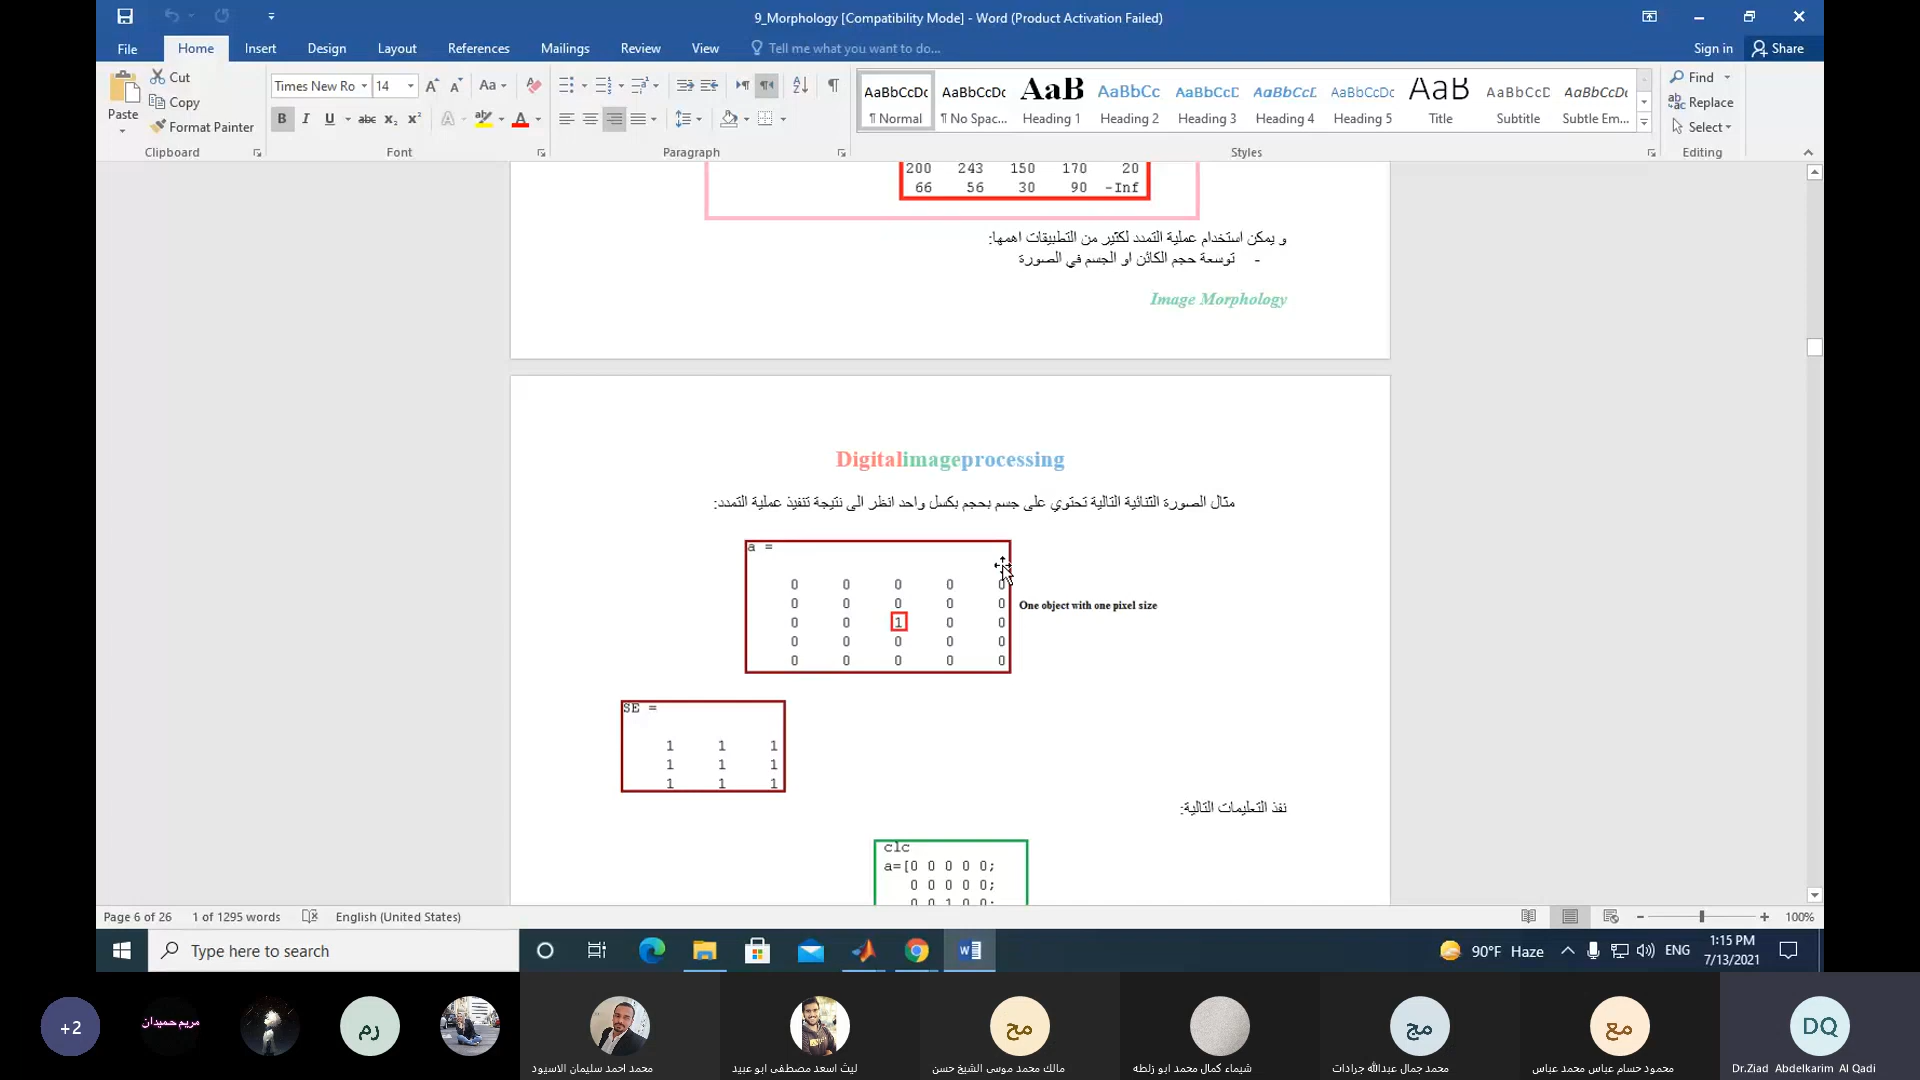 9_Morphology [Compatibility Mode] - Word (Product Activation Failed)
File Home Insert Design Layout References Mailings Review View Tell me what you want to do... Sign in Share
Paste Cut Copy Format Painter
Times New Ro 14
AaBbCcDc AaBbCcDc AaB AaBbCc AaBbCcD AaBbCcL AaBbCcDc AaB AaBbCcD AaBbCcDt
¶ Normal ¶ No Spac... Heading 1 Heading 2 Heading 3 Heading 4 Heading 5 Title Subtitle Subtle Em...
Find Replace Select
Clipboard Font Paragraph Styles Editing
200 243 150 170 20
66 56 30 90 -Inf
و يمكن استخدام عملية التمدد لكثير من التطبيقات اهمها:
- توسعة حجم الكائن او الجسم في الصورة
Image Morphology
Digitalimageprocessing
مثال الصورة الثنائية التالية تحتوي على جسم بحجم بكسل واحد انظر الى نتيجة تنفيذ عملية التمدد:
a =
0 0 0 0 0
0 0 0 0 0
0 0 1 0 0
0 0 0 0 0
0 0 0 0 0
One object with one pixel size
SE =
1 1 1
1 1 1
1 1 1
نفذ التعليمات التالية:
clc
a=[0 0 0 0 0;
0 0 0 0 0;
0 0 1 0 0;
Page 6 of 26 1 of 1295 words English (United States) 100%
Type here to search 90°F Haze ENG 1:15 PM
7/13/2021
+2
مريم حميدان
رم
مح
مج
مع
DQ
محمد احمد سليمان الاسيود
ليث اسعد مصطفى ابو عبيد
مالك محمد موسى الشيخ حسن
شيماء كمال محمد ابو زلطه
محمد جمال عبدالله جرادات
محمود حسام عباس محمد عباس
Dr.Ziad Abdelkarim Al Qadi